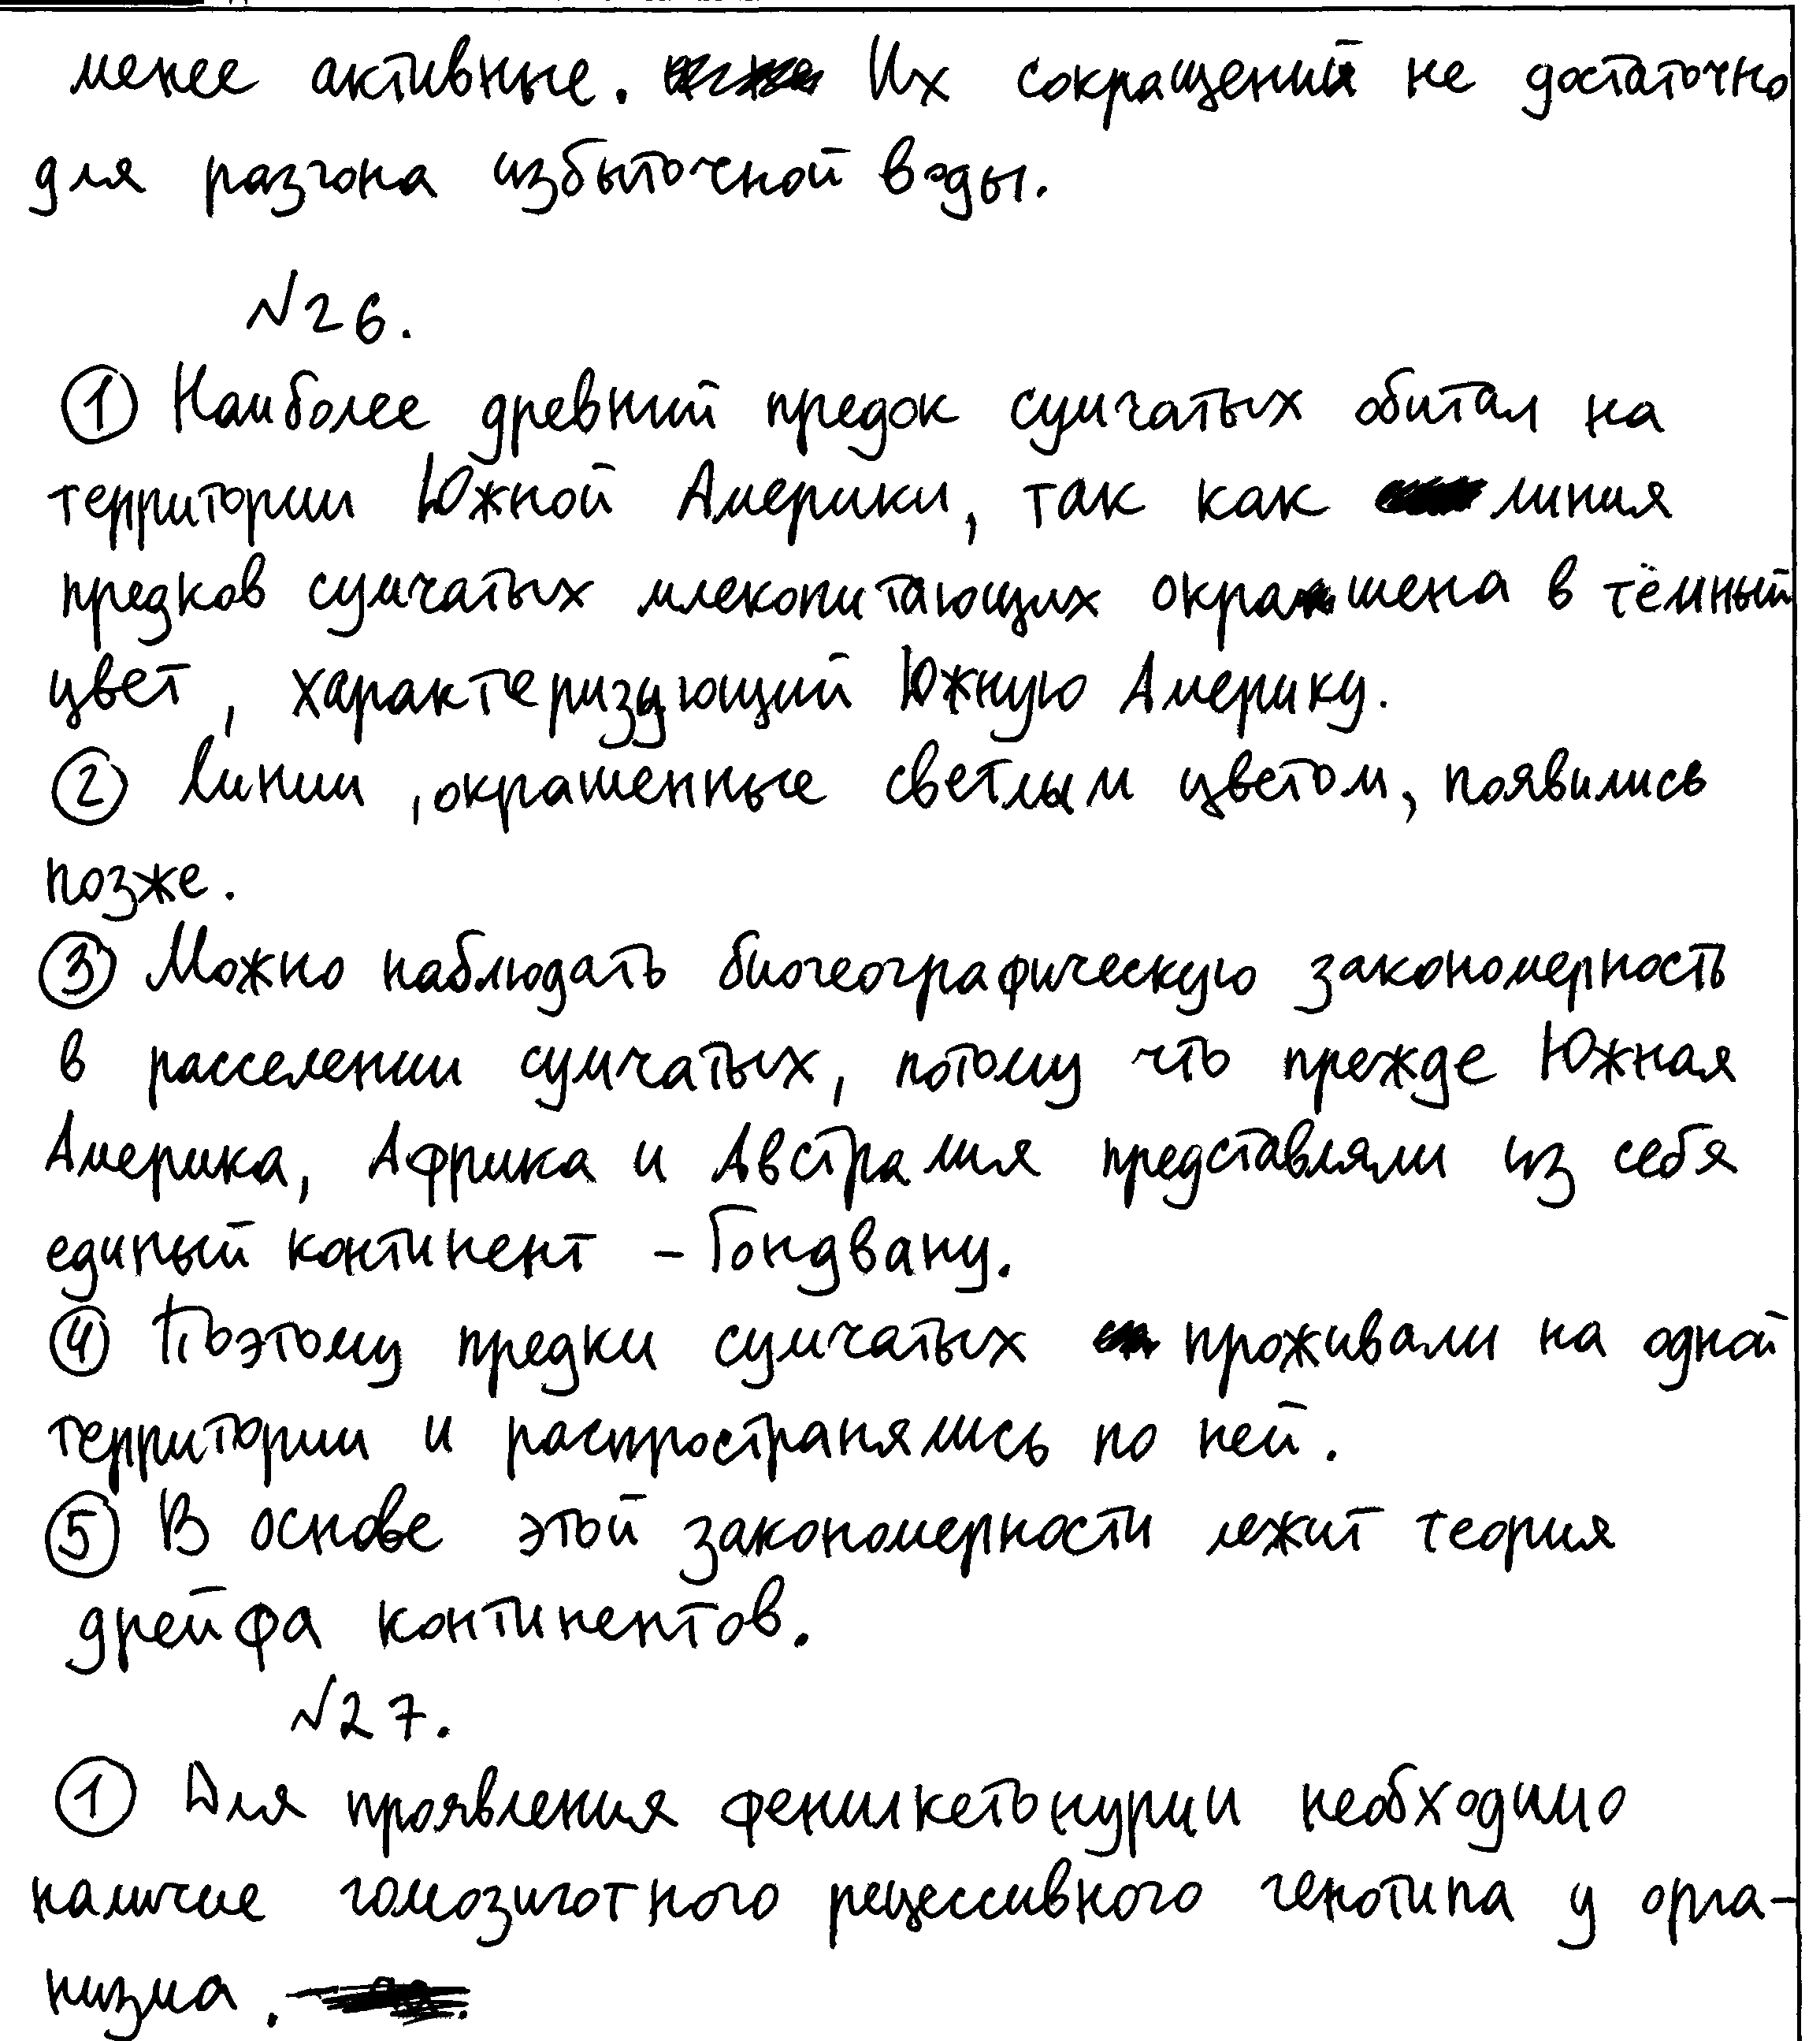 менее активные. Их сокращений не достаточно
для разгона избыточной воды.
№26.
① Наиболее древний предок сумчатых обитал на
территории Южной Америки, так как линия
предков сумчатых млекопитающих окрашена в тёмный
цвет, характеризующий Южную Америку.
② Линии, окрашенные светлым цветом, появились
позже.
③ Можно наблюдать биогеографическую закономерность
в расселении сумчатых, потому что прежде Южная
Америка, Африка и Австралия представляли из себя
единый континент – Гондвану.
④ Поэтому предки сумчатых проживали на одной
территории и распространялись по ней.
⑤ В основе этой закономерности лежит теория
дрейфа континентов.
№27.
① Для проявления фенилкетонурии необходимо
наличие гомозиготного рецессивного генотипа у орга-
низма.